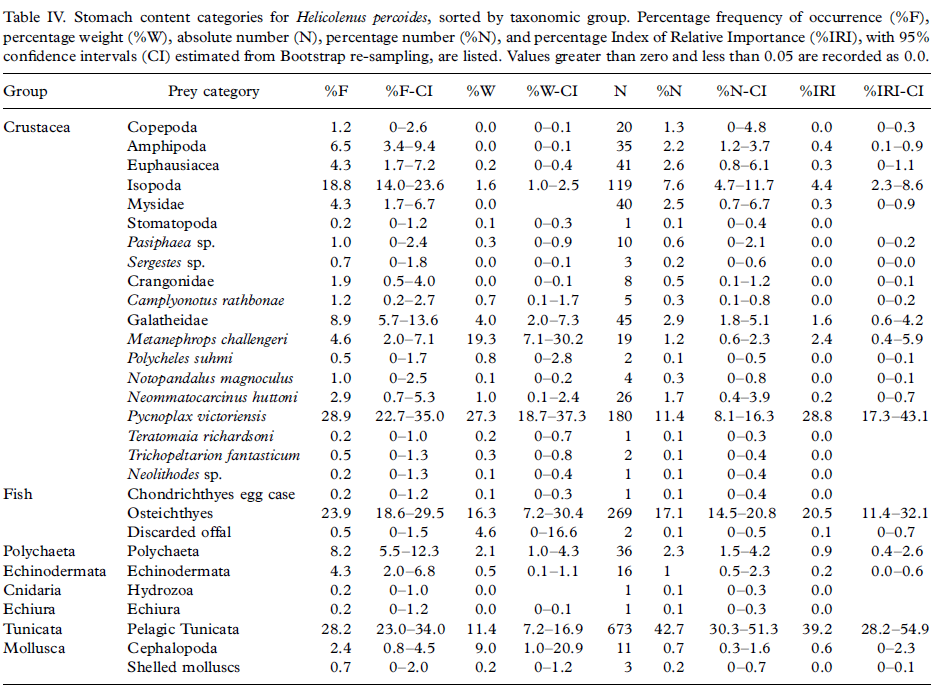 Table IV. Stomach content categories for Helicolenus percoides, sorted by taxonomic group. Percentage frequency of occurrence (%F),
percentage weight (%W), absolute number (N), percentage number (%N), and percentage Index of Relative Importance (%IRI), with 95%
confidence intervals (CI) estimated from Bootstrap re-sampling, are listed. Values greater than zero and less than 0.05 are recorded as 0.0.
Group Prey category %F %F-CI %W %W-CI N %N %N-CI %IRI %IRI-CI
Crustacea Copepoda 1.2 0–2.6 0.0 0–0.1 20 1.3 0–4.8 0.0 0–0.3
Amphipoda 6.5 3.4–9.4 0.0 0–0.1 35 2.2 1.2–3.7 0.4 0.1–0.9
Euphausiacea 4.3 1.7–7.2 0.2 0–0.4 41 2.6 0.8–6.1 0.3 0–1.1
Isopoda 18.8 14.0–23.6 1.6 1.0–2.5 119 7.6 4.7–11.7 4.4 2.3–8.6
Mysidae 4.3 1.7–6.7 0.0 40 2.5 0.7–6.7 0.3 0–0.9
Stomatopoda 0.2 0–1.2 0.1 0–0.3 1 0.1 0–0.4 0.0
Pasiphaea sp. 1.0 0–2.4 0.3 0–0.9 10 0.6 0–2.1 0.0 0–0.2
Sergestes sp. 0.7 0–1.8 0.0 0–0.1 3 0.2 0–0.6 0.0 0–0.0
Crangonidae 1.9 0.5–4.0 0.0 0–0.1 8 0.5 0.1–1.2 0.0 0–0.1
Camplyonotus rathbonae 1.2 0.2–2.7 0.7 0.1–1.7 5 0.3 0.1–0.8 0.0 0–0.2
Galatheidae 8.9 5.7–13.6 4.0 2.0–7.3 45 2.9 1.8–5.1 1.6 0.6–4.2
Metanephrops challengeri 4.6 2.0–7.1 19.3 7.1–30.2 19 1.2 0.6–2.3 2.4 0.4–5.9
Polycheles suhmi 0.5 0–1.7 0.8 0–2.8 2 0.1 0–0.5 0.0 0–0.1
Notopandalus magnoculus 1.0 0–2.5 0.1 0–0.2 4 0.3 0–0.8 0.0 0–0.1
Neommatocarcinus huttoni 2.9 0.7–5.3 1.0 0.1–2.4 26 1.7 0.4–3.9 0.2 0–0.7
Pycnoplax victoriensis 28.9 22.7–35.0 27.3 18.7–37.3 180 11.4 8.1–16.3 28.8 17.3–43.1
Teratomaia richardsoni 0.2 0–1.0 0.2 0–0.7 1 0.1 0–0.3 0.0
Trichopeltarion fantasticum 0.5 0–1.3 0.3 0–0.8 2 0.1 0–0.4 0.0
Neolithodes sp. 0.2 0–1.3 0.1 0–0.4 1 0.1 0–0.4 0.0
Fish Chondrichthyes egg case 0.2 0–1.2 0.1 0–0.3 1 0.1 0–0.4 0.0
Osteichthyes 23.9 18.6–29.5 16.3 7.2–30.4 269 17.1 14.5–20.8 20.5 11.4–32.1
Discarded offal 0.5 0–1.5 4.6 0–16.6 2 0.1 0–0.5 0.1 0–0.7
Polychaeta Polychaeta 8.2 5.5–12.3 2.1 1.0–4.3 36 2.3 1.5–4.2 0.9 0.4–2.6
Echinodermata Echinodermata 4.3 2.0–6.8 0.5 0.1–1.1 16 1 0.5–2.3 0.2 0.0–0.6
Cnidaria Hydrozoa 0.2 0–1.0 0.0 1 0.1 0–0.3 0.0
Echiura Echiura 0.2 0–1.2 0.0 0–0.1 1 0.1 0–0.3 0.0
Tunicata Pelagic Tunicata 28.2 23.0–34.0 11.4 7.2–16.9 673 42.7 30.3–51.3 39.2 28.2–54.9
Mollusca Cephalopoda 2.4 0.8–4.5 9.0 1.0–20.9 11 0.7 0.3–1.6 0.6 0–2.3
Shelled molluscs 0.7 0–2.0 0.2 0–1.2 3 0.2 0–0.7 0.0 0–0.1